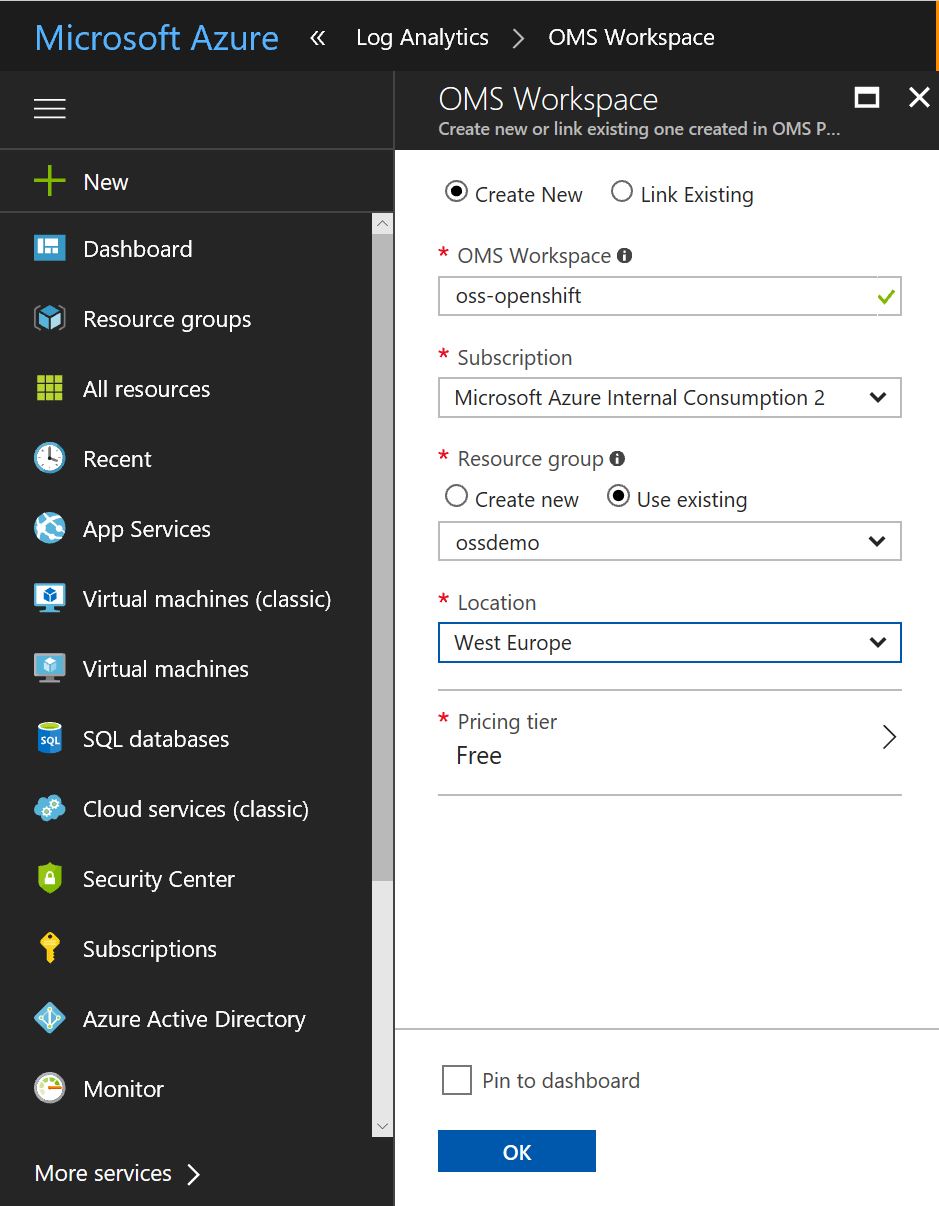 Microsoft Azure « Log Analytics > OMS Workspace
OMS Workspace
Create new or link existing one created in OMS P...
New
Dashboard
Resource groups
All resources
Recent
App Services
Virtual machines (classic)
Virtual machines
SQL databases
Cloud services (classic)
Security Center
Subscriptions
Azure Active Directory
Monitor
More services >
Create New Link Existing
* OMS Workspace
oss-openshift
* Subscription
Microsoft Azure Internal Consumption 2
* Resource group
Create new Use existing
ossdemo
* Location
West Europe
* Pricing tier
Free
Pin to dashboard
OK
SQL